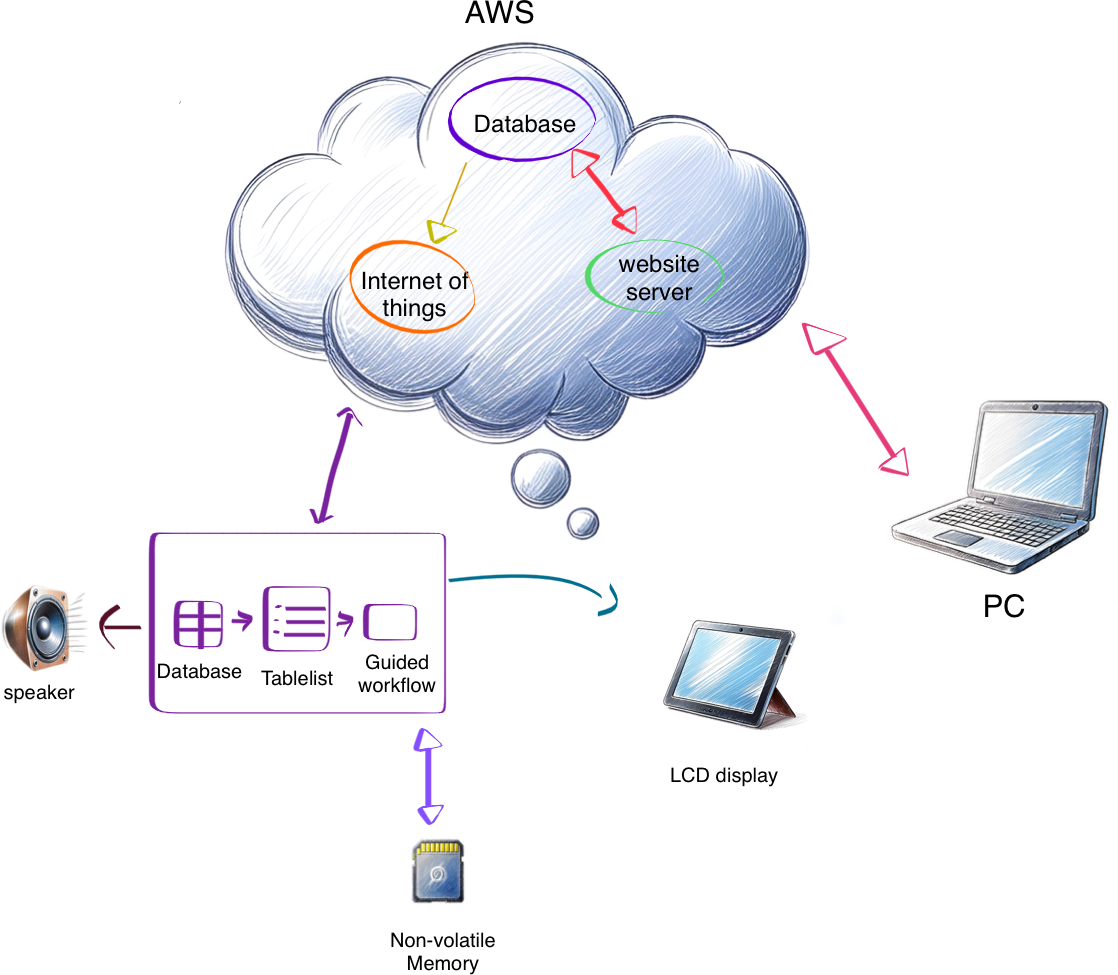 AWS
Database
Internet of
things
website
server
PC
Database
Tablelist
Guided
workflow
speaker
LCD display
Non-volatile
Memory